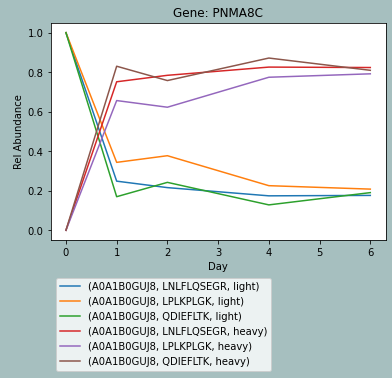 Gene: PNMA8C
1.0
0.8
0.6
0.4
0.2
0.0
Rel Abundance
0 1 2 3 4 5 6
Day
(A0A1B0GUJ8, LNLFLQSEGR, light)
(A0A1B0GUJ8, LPLKPLGK, light)
(A0A1B0GUJ8, QDIEFLTK, light)
(A0A1B0GUJ8, LNLFLQSEGR, heavy)
(A0A1B0GUJ8, LPLKPLGK, heavy)
(A0A1B0GUJ8, QDIEFLTK, heavy)